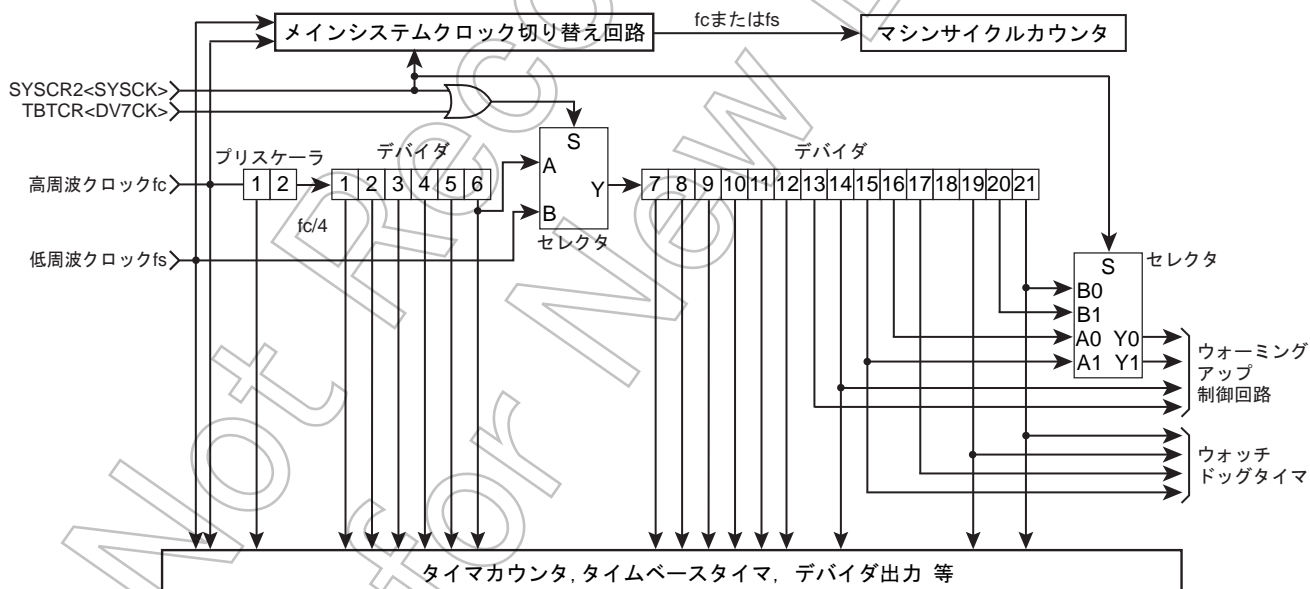 fcまたはfs
メインシステムクロック切り替え回路
マシンサイクルカウンタ
SYSCR2<SYSCK>
TBTCR<DV7CK>
プリスケーラ
デバイダ
デバイダ
S
A
B
Y
セレクタ
高周波クロックfc
1 2
1 2 3 4 5 6
7 8 9 10 11 12 13 14 15 16 17 18 19 20 21
fc/4
低周波クロックfs
S
セレクタ
B0
B1
A0 Y0
A1 Y1
ウォーミング
アップ
制御回路
ウォッチ
ドッグタイマ
タイマカウンタ, タイムベースタイマ, デバイダ出力 等
Not Reco
for New